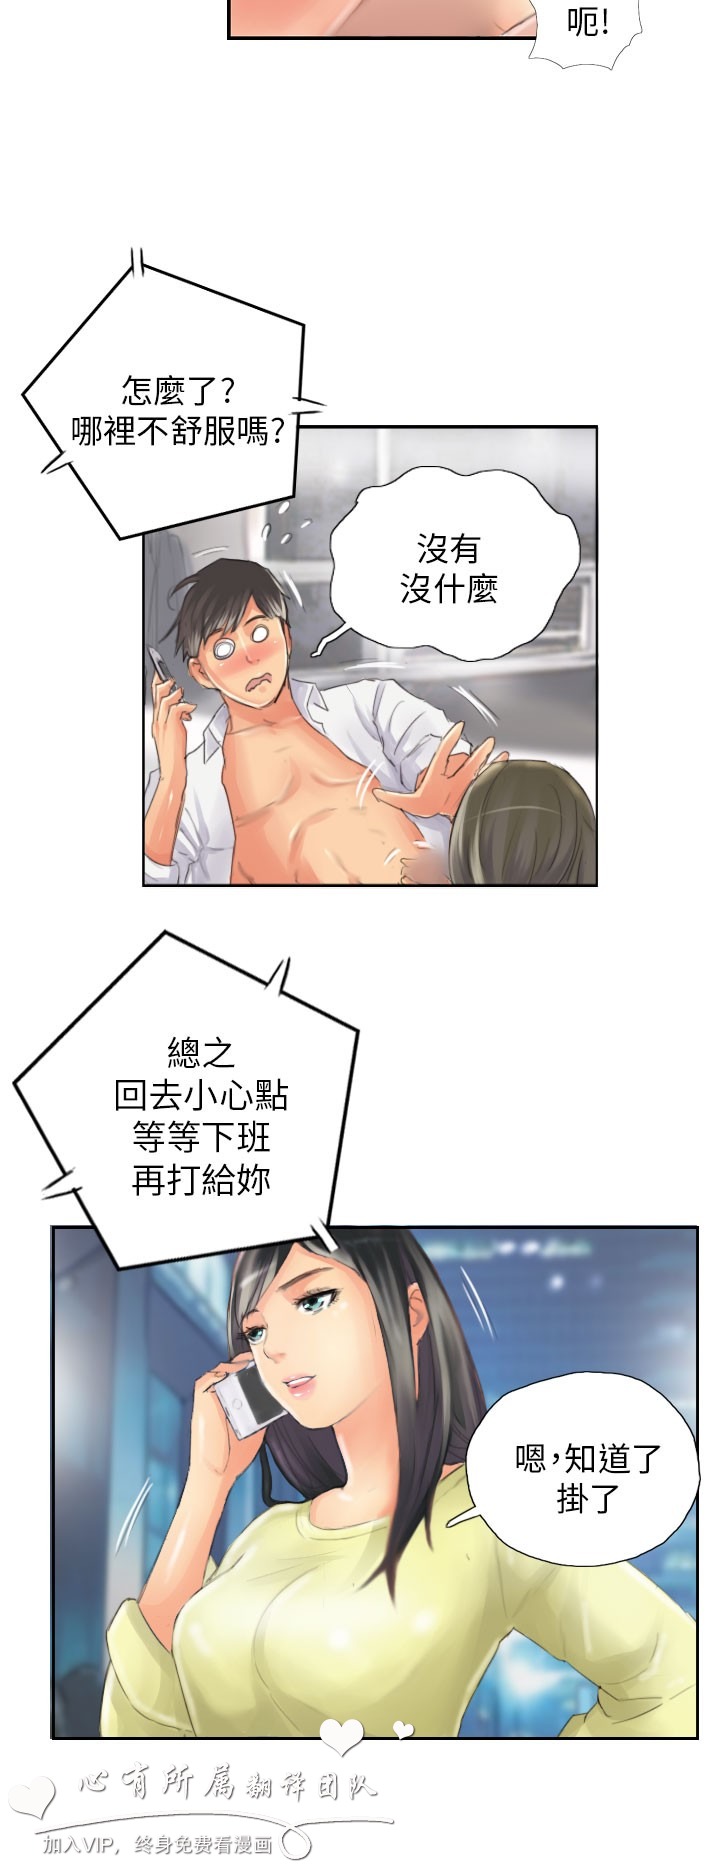 呃!
怎麼了?
哪裡不舒服嗎?
沒有
沒什麼
總之
回去小心點
等等下班
再打給妳
嗯,知道了
掛了
心有所属翻译团队
加入VIP，终身免费看漫画